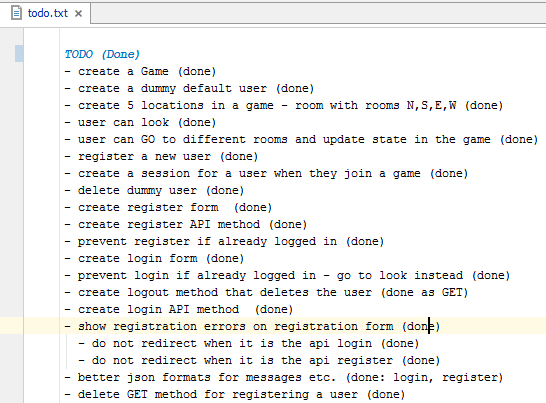 todo.txt
TODO (Done)
- create a Game (done)
- create a dummy default user (done)
- create 5 locations in a game - room with rooms N,S,E,W (done)
- user can look (done)
- user can GO to different rooms and update state in the game (done)
- register a new user (done)
- create a session for a user when they join a game (done)
- delete dummy user (done)
- create register form  (done)
- create register API method (done)
- prevent register if already logged in (done)
- create login form (done)
- prevent login if already logged in - go to look instead (done)
- create logout method that deletes the user (done as GET)
- create login API method  (done)
- show registration errors on registration form (done)
  - do not redirect when it is the api login (done)
  - do not redirect when it is the api register (done)
- better json formats for messages etc. (done: login, register)
- delete GET method for registering a user (done)